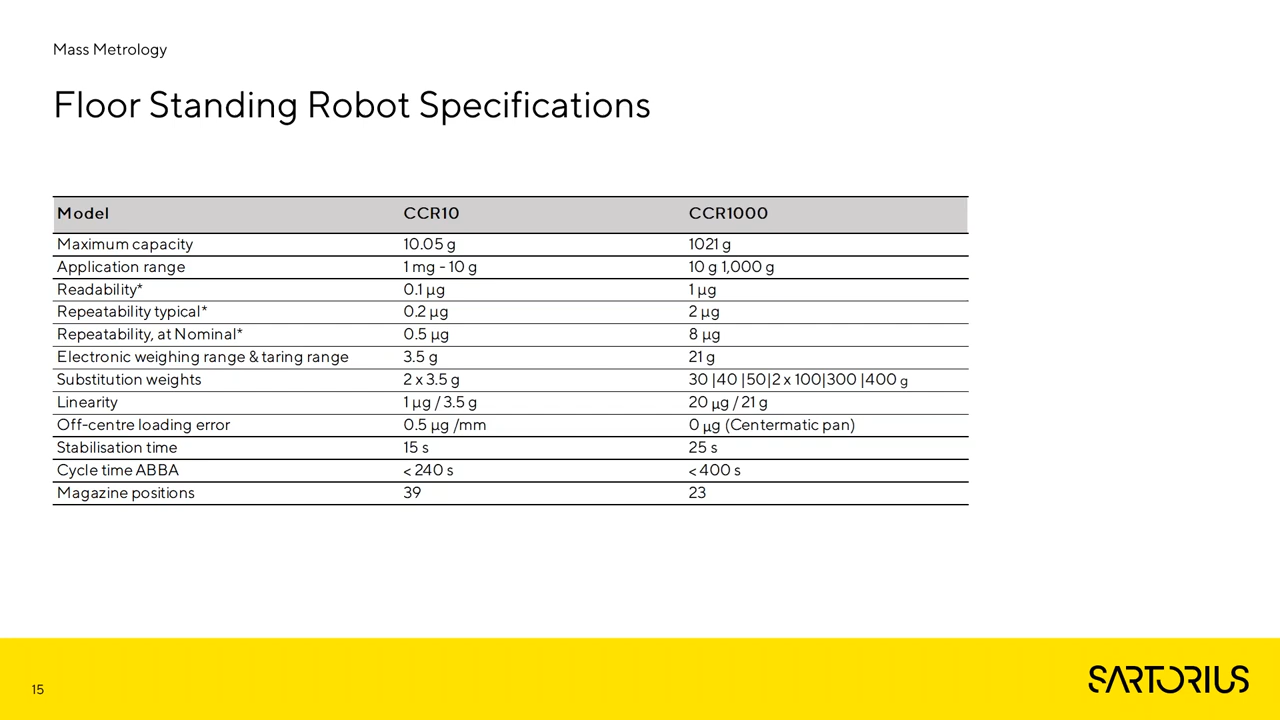 Mass Metrology
Floor Standing Robot Specifications
Model CCR10 CCR1000
Maximum capacity 10.05 g 1021 g
Application range 1 mg - 10 g 10 g 1,000 g
Readability* 0.1 µg 1 µg
Repeatability typical* 0.2 µg 2 µg
Repeatability, at Nominal* 0.5 µg 8 µg
Electronic weighing range & taring range 3.5 g 21 g
Substitution weights 2 x 3.5 g 30 |40 |50|2 x 100|300 |400 g
Linearity 1 µg / 3.5 g 20 µg / 21 g
Off-centre loading error 0.5 µg /mm 0 µg (Centermatic pan)
Stabilisation time 15 s 25 s
Cycle time ABBA < 240 s < 400 s
Magazine positions 39 23
15
SARTORIUS